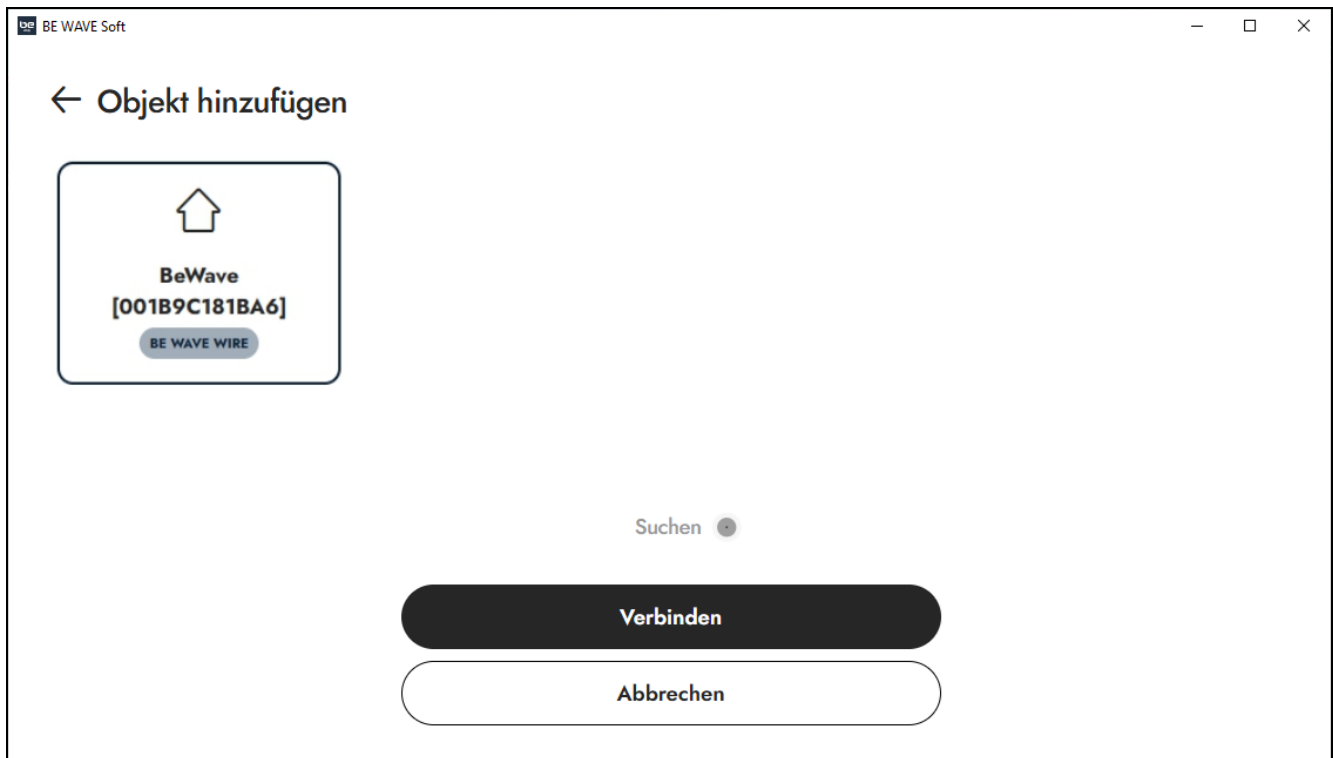 be
BE WAVE Soft
Objekt hinzufügen
BeWave
[001B9C181BA6]
BE WAVE WIRE
Suchen
Verbinden
Abbrechen